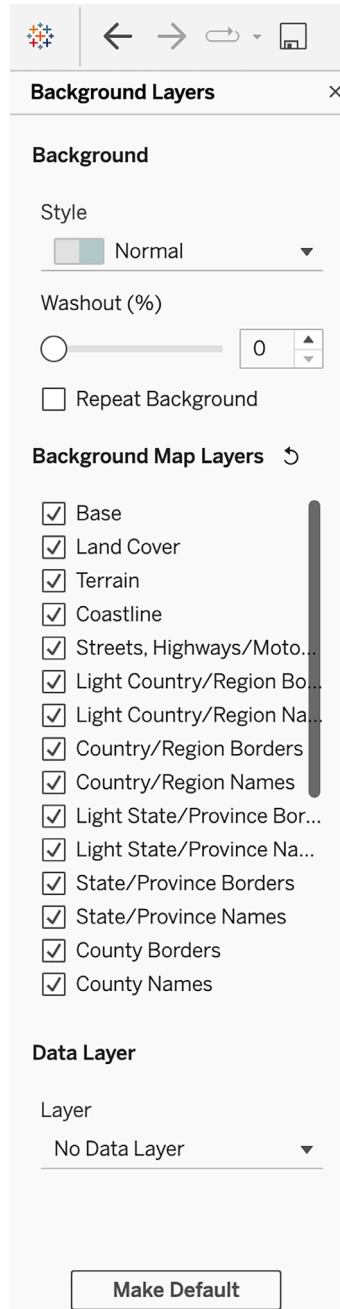 Background Layers
Background
Style
Normal
Washout (%)
0
Repeat Background
Background Map Layers
Base
Land Cover
Terrain
Coastline
Streets, Highways/Moto...
Light Country/Region Bo...
Light Country/Region Na...
Country/Region Borders
Country/Region Names
Light State/Province Bor...
Light State/Province Na...
State/Province Borders
State/Province Names
County Borders
County Names
Data Layer
Layer
No Data Layer
Make Default